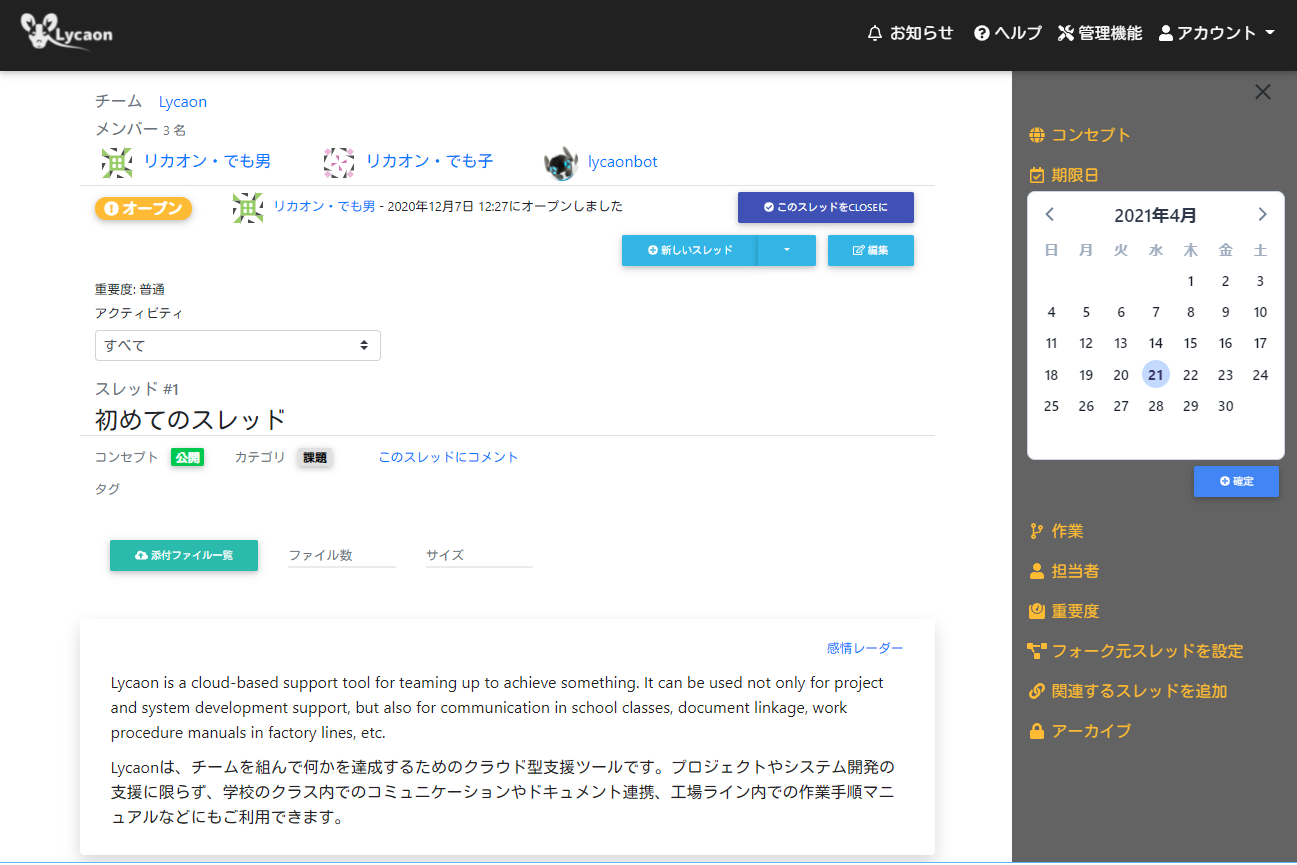 Lycaon
お知らせ ヘルプ 管理機能 アカウント
チーム Lycaon
メンバー 3 名
リカオン・でも男 リカオン・でも子 lycaonbot
オープン リカオン・でも男 - 2020年12月7日 12:27にオープンしました このスレッドをCLOSEに
新しいスレッド 編集
重要度: 普通
アクティビティ
すべて
スレッド #1
初めてのスレッド
コンセプト 公開 カテゴリ 課題 このスレッドにコメント
タグ
添付ファイル一覧 ファイル数 サイズ
感情レーダー
Lycaon is a cloud-based support tool for teaming up to achieve something. It can be used not only for project
and system development support, but also for communication in school classes, document linkage, work
procedure manuals in factory lines, etc.
Lycaonは、チームを組んで何かを達成するためのクラウド型支援ツールです。プロジェクトやシステム開発の
支援に限らず、学校のクラス内でのコミュニケーションやドキュメント連携、工場ライン内での作業手順マニ
ュアルなどにもご利用できます。
コンセプト
期限日
2021年4月
日 月 火 水 木 金 土
1 2 3
4 5 6 7 8 9 10
11 12 13 14 15 16 17
18 19 20 21 22 23 24
25 26 27 28 29 30
確定
作業
担当者
重要度
フォーク元スレッドを設定
関連するスレッドを追加
アーカイブ